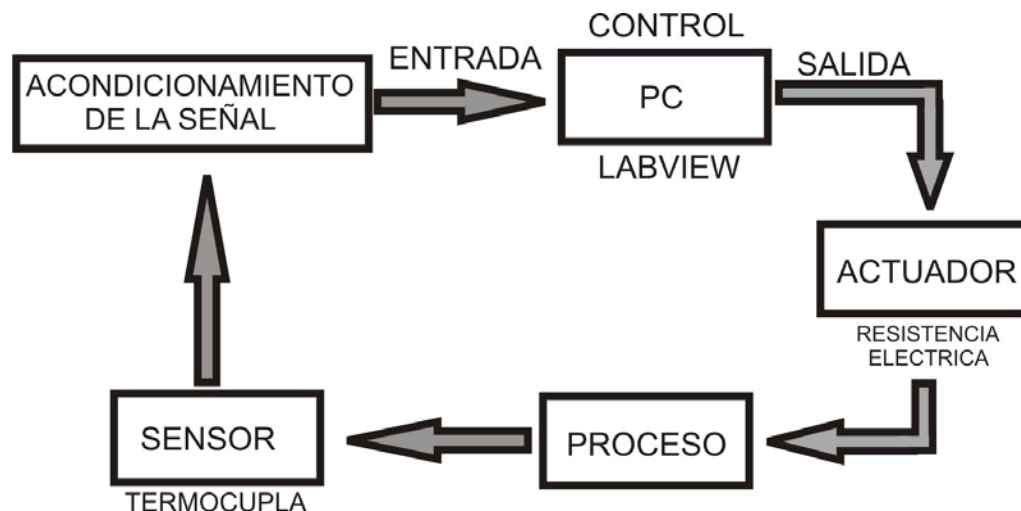 ACONDICIONAMIENTO
DE LA SEÑAL
ENTRADA
CONTROL
PC
LABVIEW
SALIDA
ACTUADOR
RESISTENCIA
ELECTRICA
PROCESO
SENSOR
TERMOCUPLA